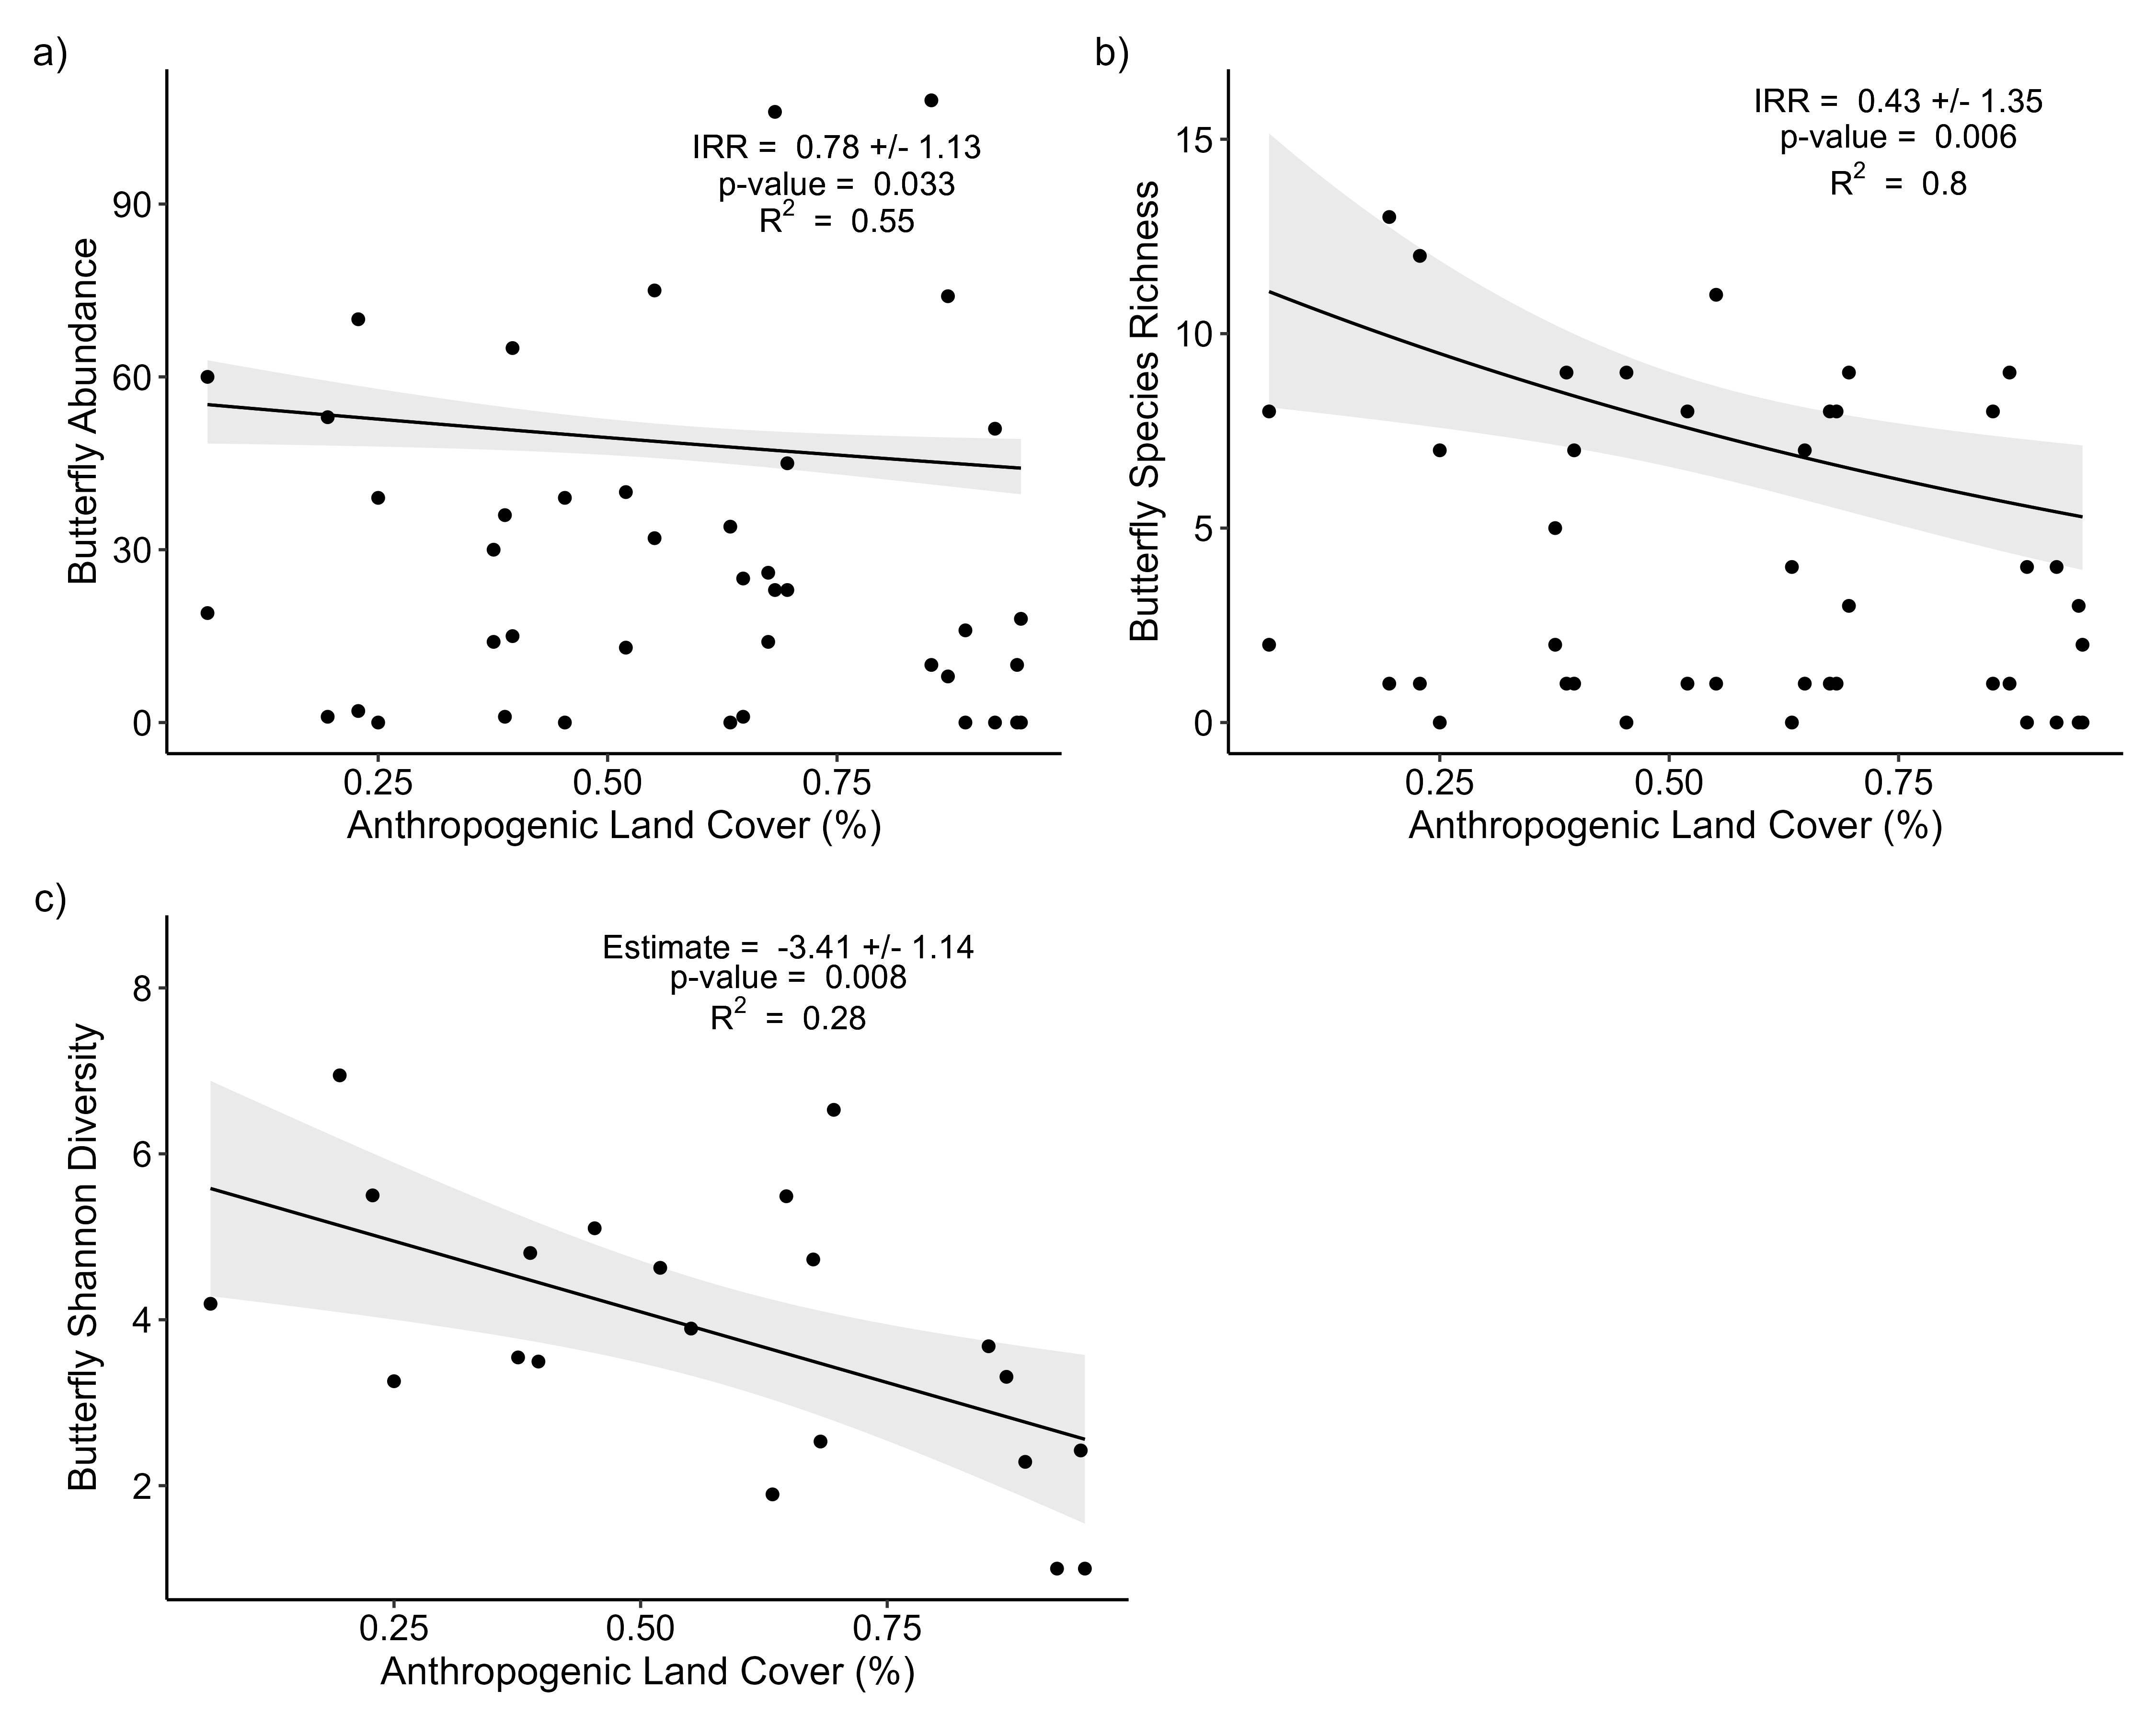 a)
IRR = 0.78 +/- 1.13
p-value = 0.033
R² = 0.55
Butterfly Abundance
90
60
30
0
0.25 0.50 0.75
Anthropogenic Land Cover (%)
b)
IRR = 0.43 +/- 1.35
p-value = 0.006
R² = 0.8
Butterfly Species Richness
15
10
5
0
0.25 0.50 0.75
Anthropogenic Land Cover (%)
c)
Estimate = -3.41 +/- 1.14
p-value = 0.008
R² = 0.28
Butterfly Shannon Diversity
8
6
4
2
0.25 0.50 0.75
Anthropogenic Land Cover (%)